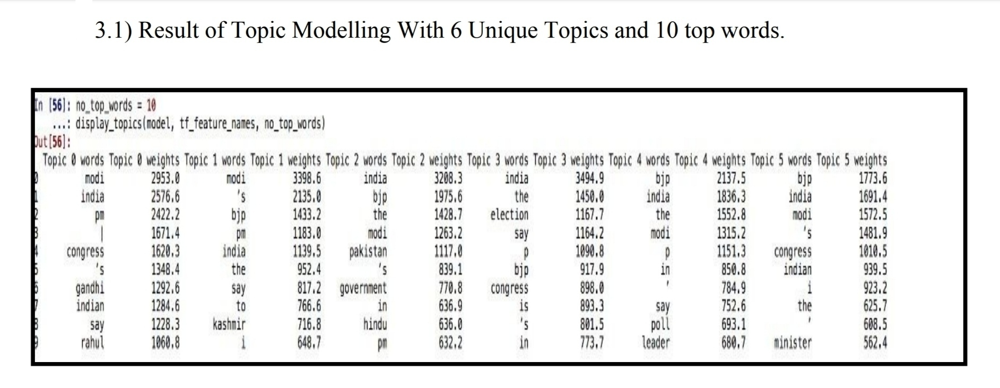 3.1) Result of Topic Modelling With 6 Unique Topics and 10 top words.
In [56]: no_top_words = 10
...: display_topics(model, tf_feature_names, no_top_words)
Out[56]:
Topic 0 words Topic 0 weights Topic 1 words Topic 1 weights Topic 2 words Topic 2 weights Topic 3 words Topic 3 weights Topic 4 words Topic 4 weights Topic 5 words Topic 5 weights
0 modi 2953.0 modi 3398.6 india 3208.3 india 3494.9 bjp 2137.5 bjp 1773.6
1 india 2576.6 's 2135.0 bjp 1975.6 the 1450.0 india 1836.3 india 1691.4
2 pm 2422.2 bjp 1433.2 the 1428.7 election 1167.7 the 1552.8 modi 1572.5
3 | 1671.4 pm 1183.0 modi 1263.2 say 1164.2 modi 1315.2 's 1481.9
4 congress 1620.3 india 1139.5 pakistan 1117.0 p 1090.8 p 1151.3 congress 1010.5
5 's 1348.4 the 952.4 's 839.1 bjp 917.9 in 850.8 indian 939.5
6 gandhi 1292.6 say 817.2 government 770.8 congress 898.0 ' 784.9 i 923.2
7 indian 1284.6 to 766.6 in 636.9 is 893.3 say 752.6 the 625.7
8 say 1228.3 kashmir 716.8 hindu 636.0 's 801.5 poll 693.1 ' 608.5
9 rahul 1060.8 i 648.7 pm 632.2 in 773.7 leader 680.7 minister 562.4